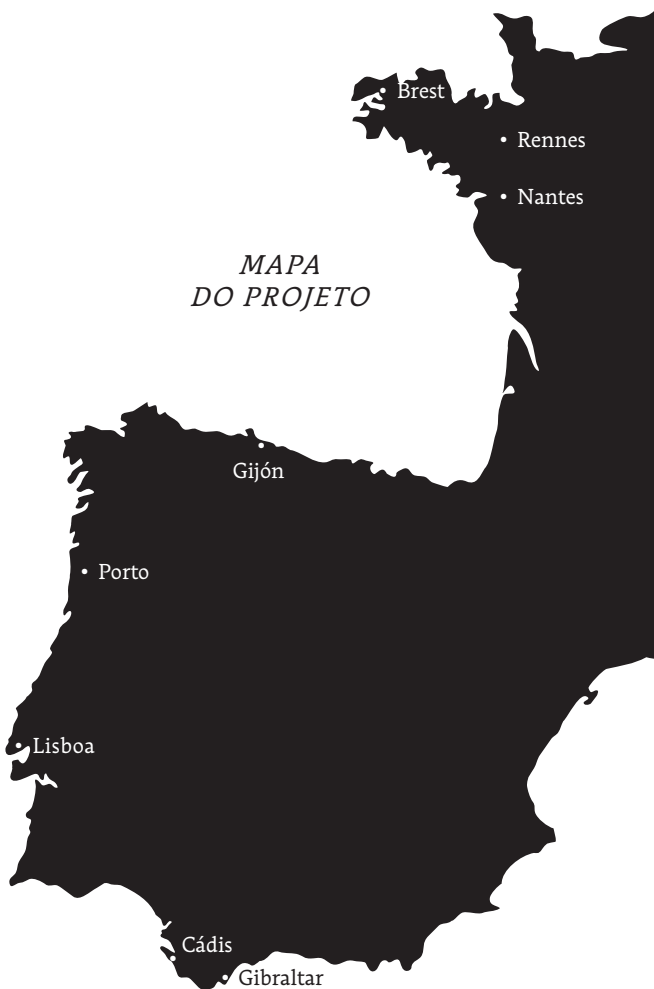 Brest
Rennes
Nantes
MAPA
DO PROJETO
Gijón
Porto
Lisboa
Cádis
Gibraltar